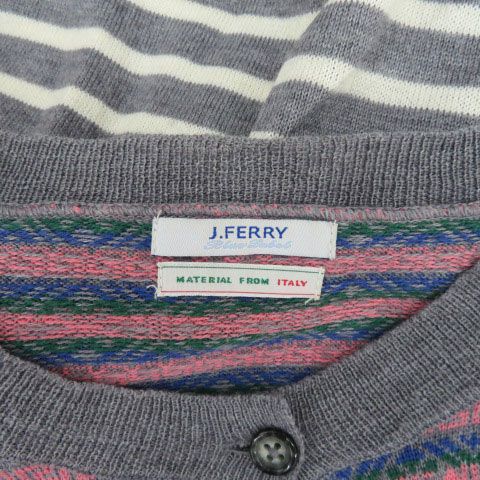 J.FERRY
Blue Label
MATERIAL FROM ITALY